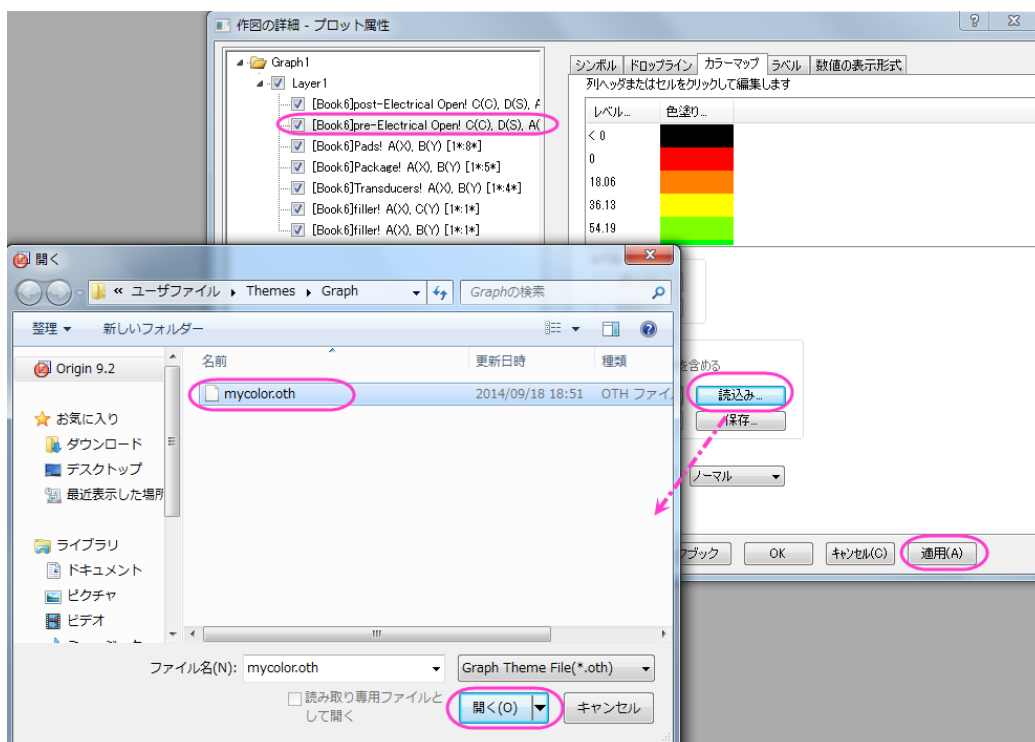 作図の詳細 - プロット属性
Graph1
Layer1
[Book6]post-Electrical Open! C(C), D(S), A
[Book6]pre-Electrical Open! C(C), D(S), A(
[Book6]Pads! A(X), B(Y) [1*:8*]
[Book6]Package! A(X), B(Y) [1*:5*]
[Book6]Transducers! A(X), B(Y) [1*:4*]
[Book6]filler! A(X), C(Y) [1*:1*]
[Book6]filler! A(X), B(Y) [1*:1*]
シンボル ドロップライン カラーマップ ラベル 数値の表示形式
列ヘッダまたはセルをクリックして編集します
レベル... 色塗り...
< 0
0
18.06
36.13
54.19
を含める
読込み...
保存...
ノーマル
クブック OK キャンセル(C) 適用(A)
開く
« ユーザファイル Themes Graph Graphの検索
整理 新しいフォルダー
Origin 9.2
お気に入り
ダウンロード
デスクトップ
最近表示した場所
ライブラリ
ドキュメント
ピクチャ
ビデオ
名前 更新日時 種類
mycolor.oth 2014/09/18 18:51 OTH ファイ
ファイル名(N): mycolor.oth Graph Theme File(*.oth)
読み取り専用ファイルと
して開く
開く(O) キャンセル